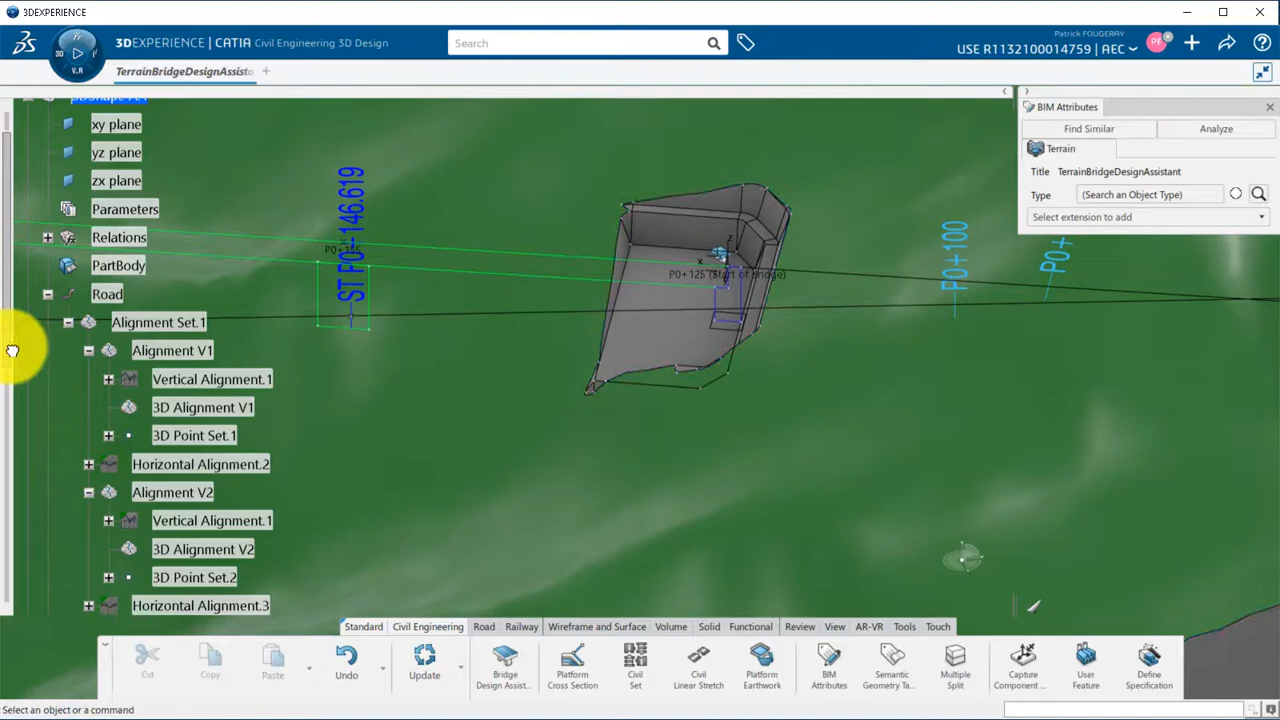 3DEXPERIENCE
3DEXPERIENCE | CATIA Civil Engineering 3D Design
Search
Patrick FOUGERAY
USE R1132100014759 | AEC
PF
3D
V.R
TerrainBridgeDesignAssista
xy plane
yz plane
zx plane
Parameters
Relations
PartBody
Road
Alignment Set.1
Alignment V1
Vertical Alignment.1
3D Alignment V1
3D Point Set.1
Horizontal Alignment.2
Alignment V2
Vertical Alignment.1
3D Alignment V2
3D Point Set.2
Horizontal Alignment.3
ST P0+146.619
P0+125 (Start of bridge)
z
x
P0+100
P0+
BIM Attributes
Find Similar
Analyze
Terrain
Title TerrainBridgeDesignAssistant
Type (Search an Object Type)
Select extension to add
Standard Civil Engineering Road Railway Wireframe and Surface Volume Solid Functional Review View AR-VR Tools Touch
Cut
Copy
Paste
Undo
Update
Bridge Design Assist...
Platform Cross Section
Civil Set
Civil Linear Stretch
Platform Earthwork
BIM Attributes
Semantic Geometry Ta...
Multiple Split
Capture Component ...
User Feature
Define Specification
Select an object or a command